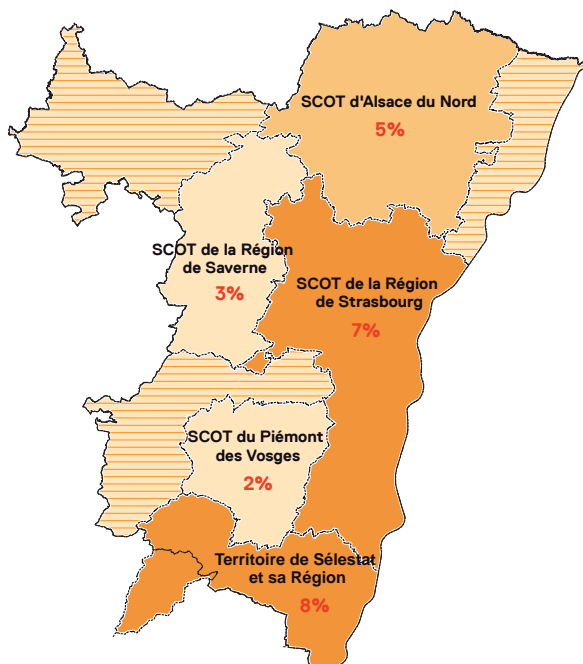 SCOT d'Alsace du Nord
5%
SCOT de la Région
de Saverne
3%
SCOT de la Région
de Strasbourg
7%
SCOT du Piémont
des Vosges
2%
Territoire de Sélestat
et sa Région
8%